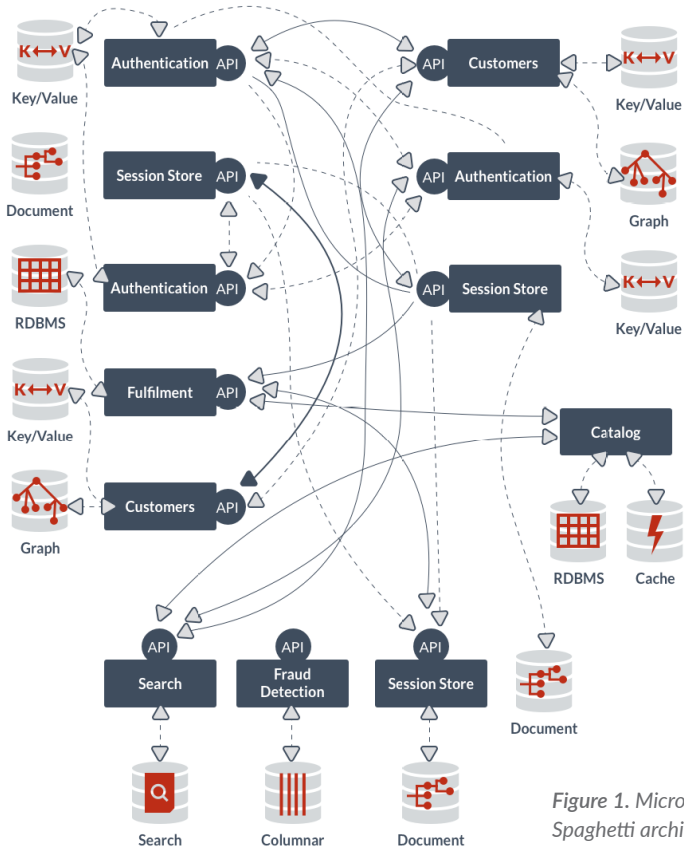 K V
Key/Value
Authentication API
API Customers
K V
Key/Value
Document
Session Store API
API Authentication
Graph
RDBMS
Authentication API
API Session Store
K V
Key/Value
K V
Key/Value
Fulfilment API
Catalog
Graph
Customers API
RDBMS
Cache
API
API
API
Search
Fraud
Detection
Session Store
Document
Search
Columnar
Document
Figure 1. Micro
Spaghetti archi